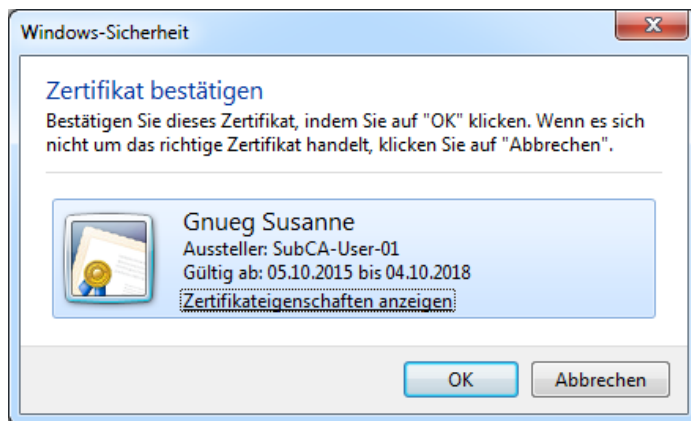 Windows-Sicherheit
Zertifikat bestätigen
Bestätigen Sie dieses Zertifikat, indem Sie auf "OK" klicken. Wenn es sich
nicht um das richtige Zertifikat handelt, klicken Sie auf "Abbrechen".
Gnueg Susanne
Aussteller: SubCA-User-01
Gültig ab: 05.10.2015 bis 04.10.2018
Zertifikateigenschaften anzeigen
OK
Abbrechen